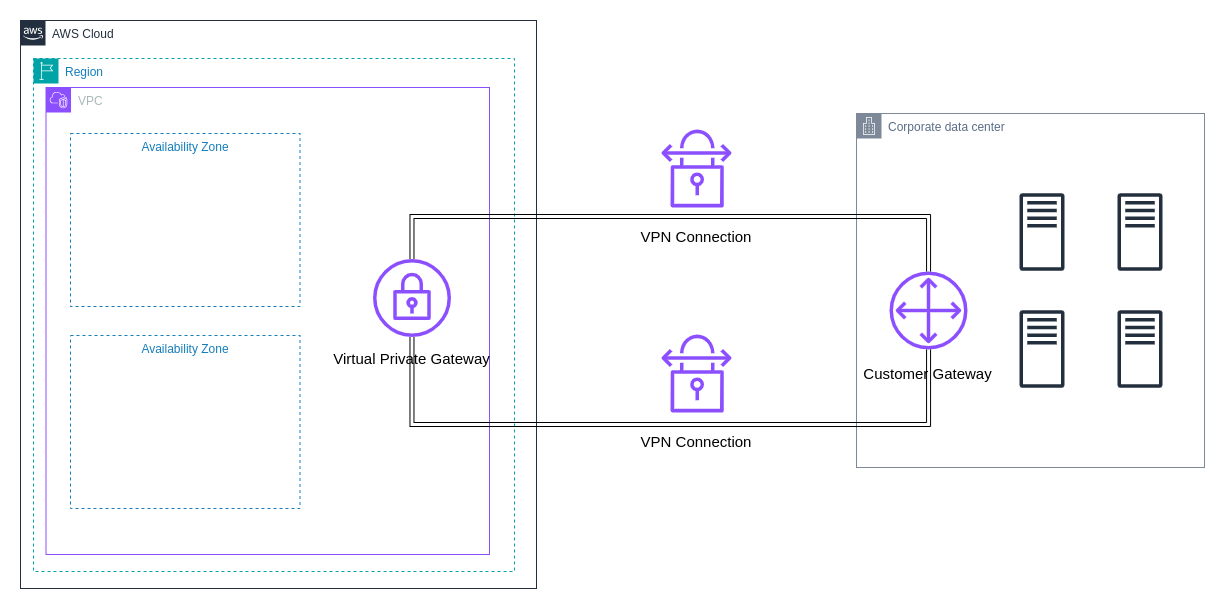 aws
AWS Cloud
Region
VPC
Availability Zone
Availability Zone
Virtual Private Gateway
VPN Connection
VPN Connection
Corporate data center
Customer Gateway